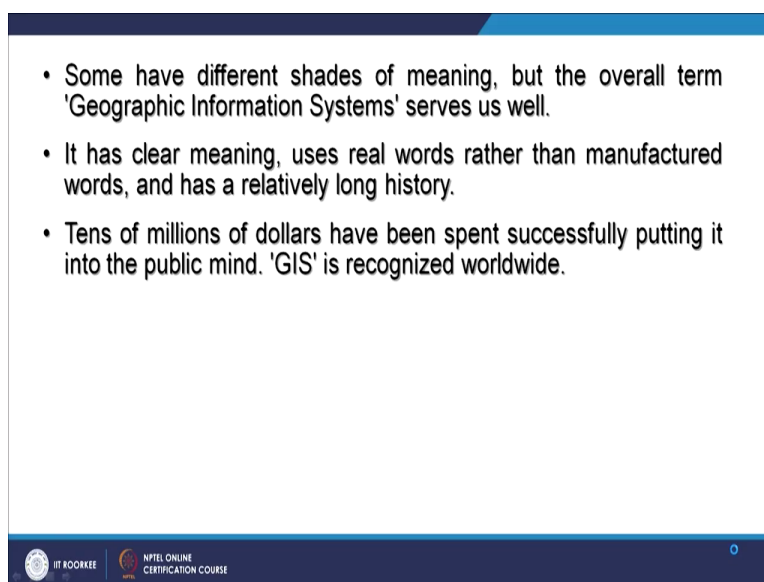 • Some have different shades of meaning, but the overall term
'Geographic Information Systems' serves us well.
• It has clear meaning, uses real words rather than manufactured
words, and has a relatively long history.
• Tens of millions of dollars have been spent successfully putting it
into the public mind. 'GIS' is recognized worldwide.
IIT ROORKEE
NPTEL ONLINE
CERTIFICATION COURSE
NPTEL